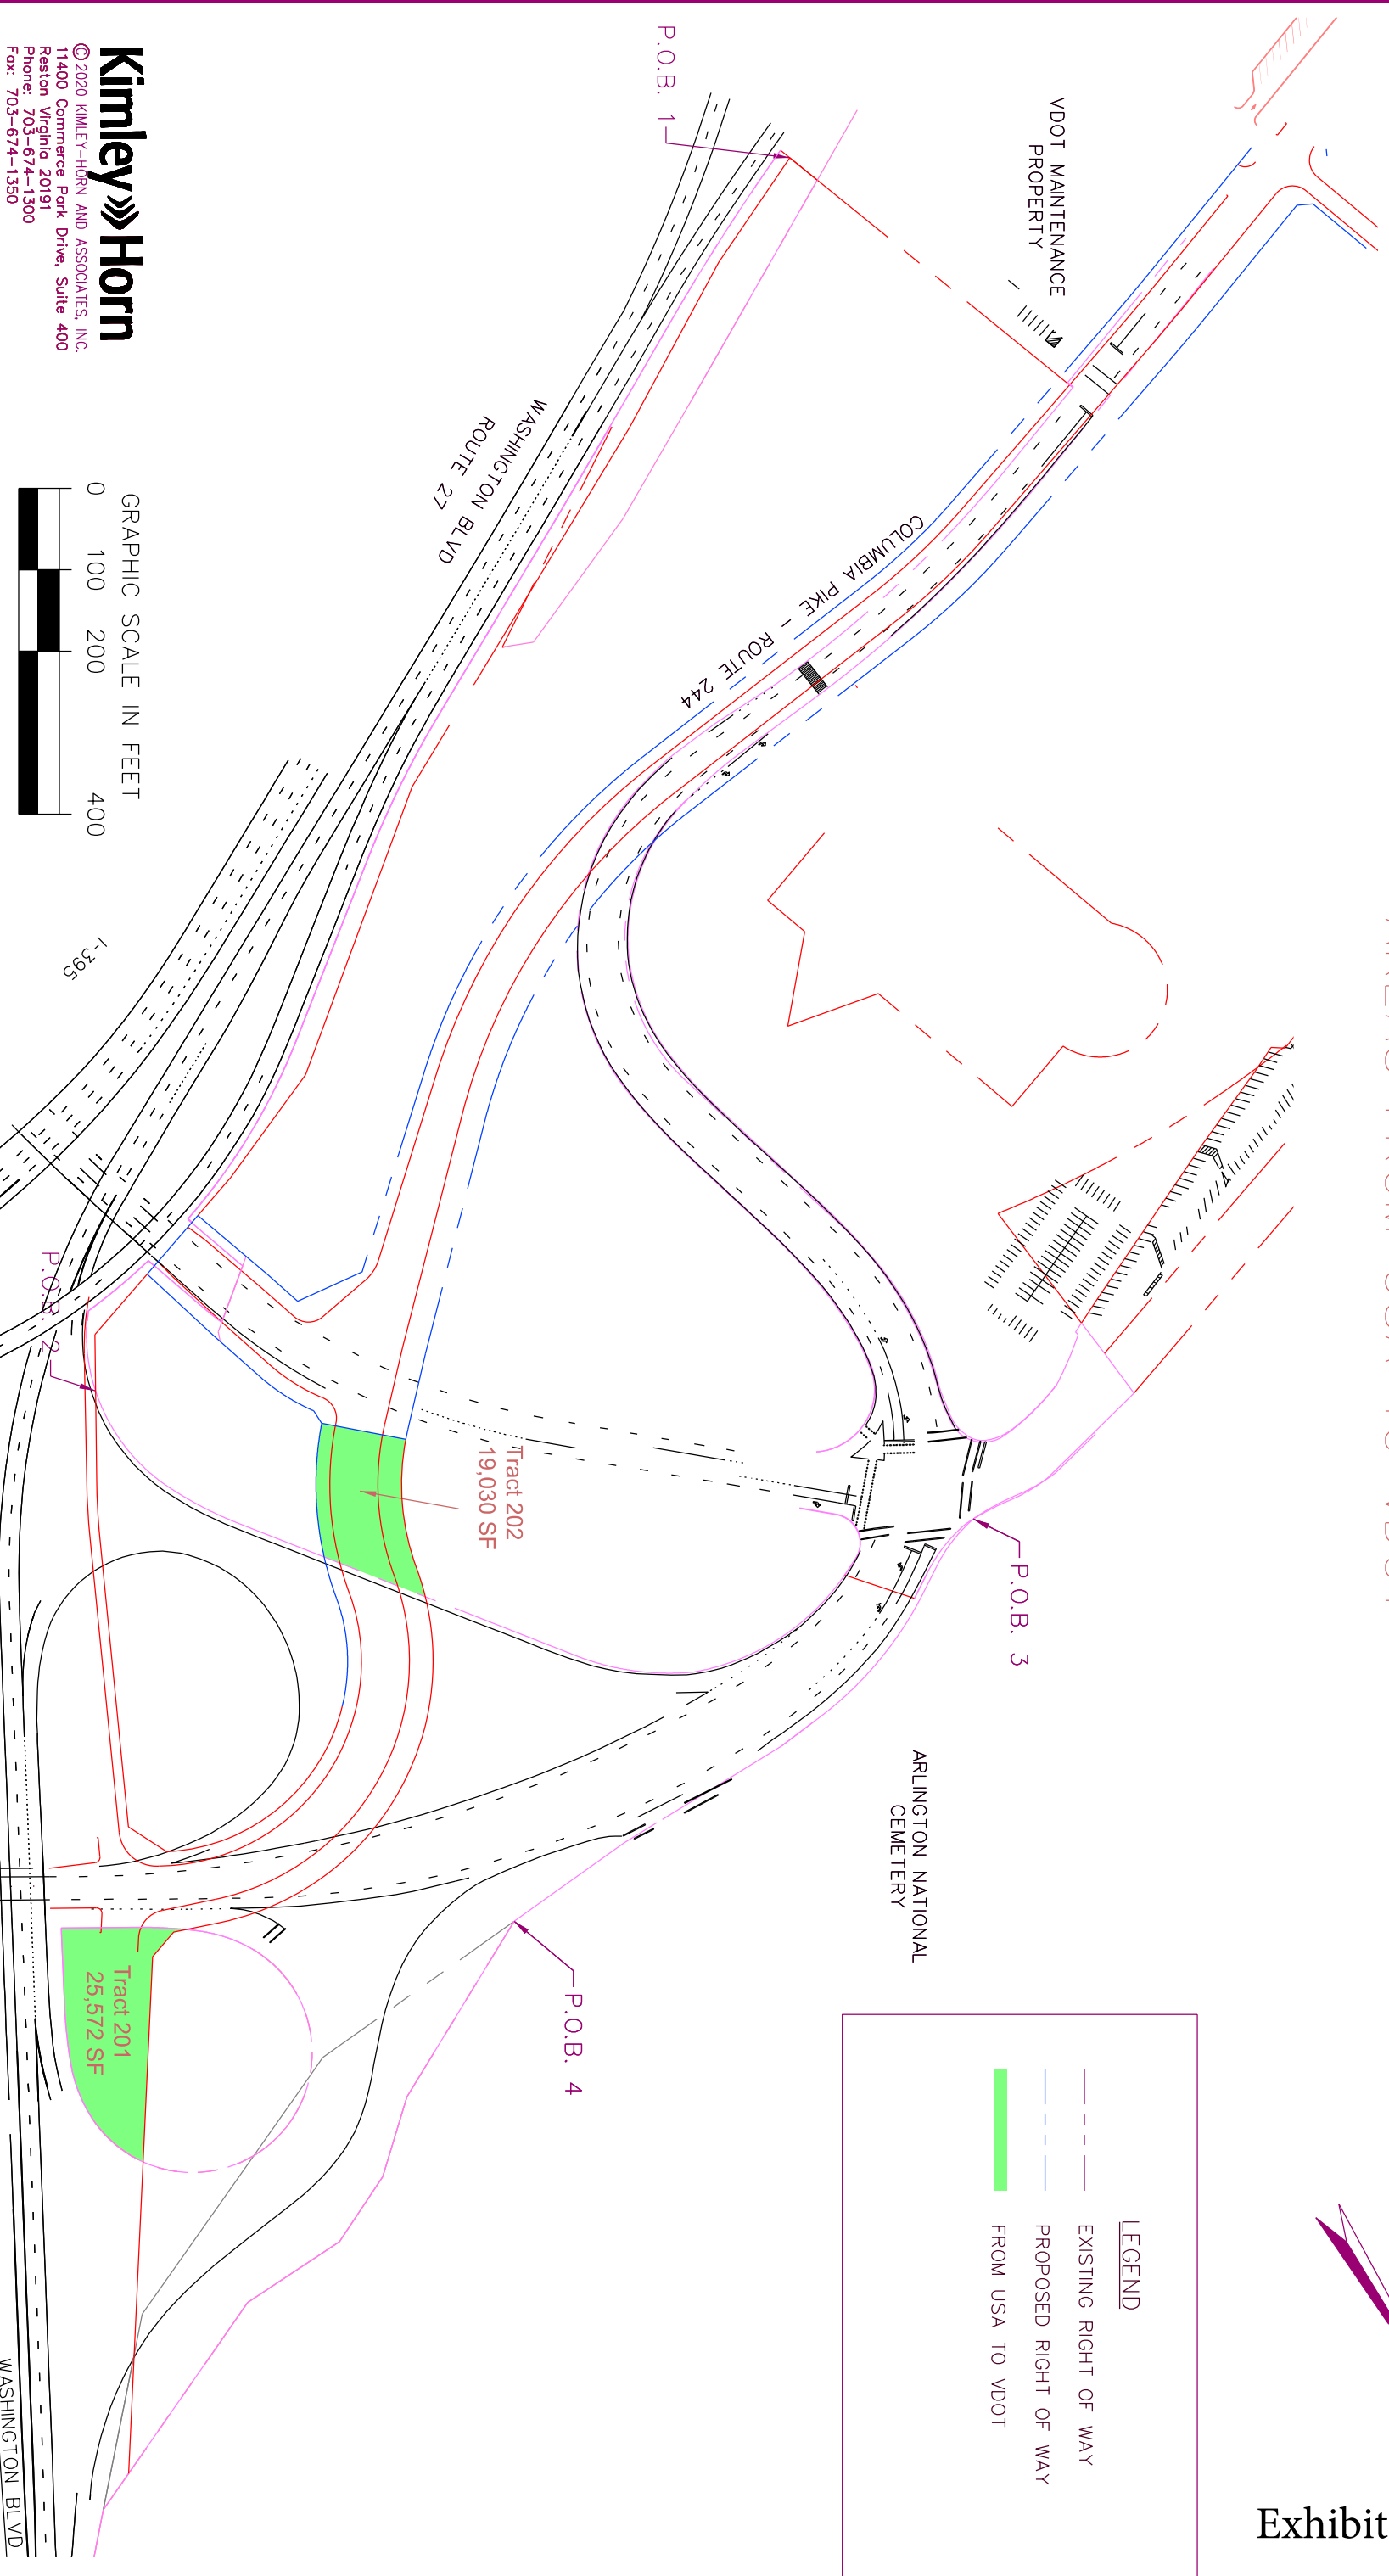 P.O.B. 1
VDOT MAINTENANCE
PROPERTY
Kimley»Horn
© 2020 KIMLEY-HORN AND ASSOCIATES, INC.
11400 Commerce Park Drive, Suite 400
Reston Virginia 20191
Phone: 703-674-1300
Fax: 703-674-1350
WASHINGTON BLVD
ROUTE 27
COLUMBIA PIKE - ROUTE 244
GRAPHIC SCALE IN FEET
0 100 200 400
I-395
P.O.B. 2
Tract 202
19,030 SF
P.O.B. 3
ARLINGTON NATIONAL
CEMETERY
Tract 201
25,572 SF
P.O.B. 4
LEGEND
EXISTING RIGHT OF WAY
PROPOSED RIGHT OF WAY
FROM USA TO VDOT
WASHINGTON BLVD
Exhibit